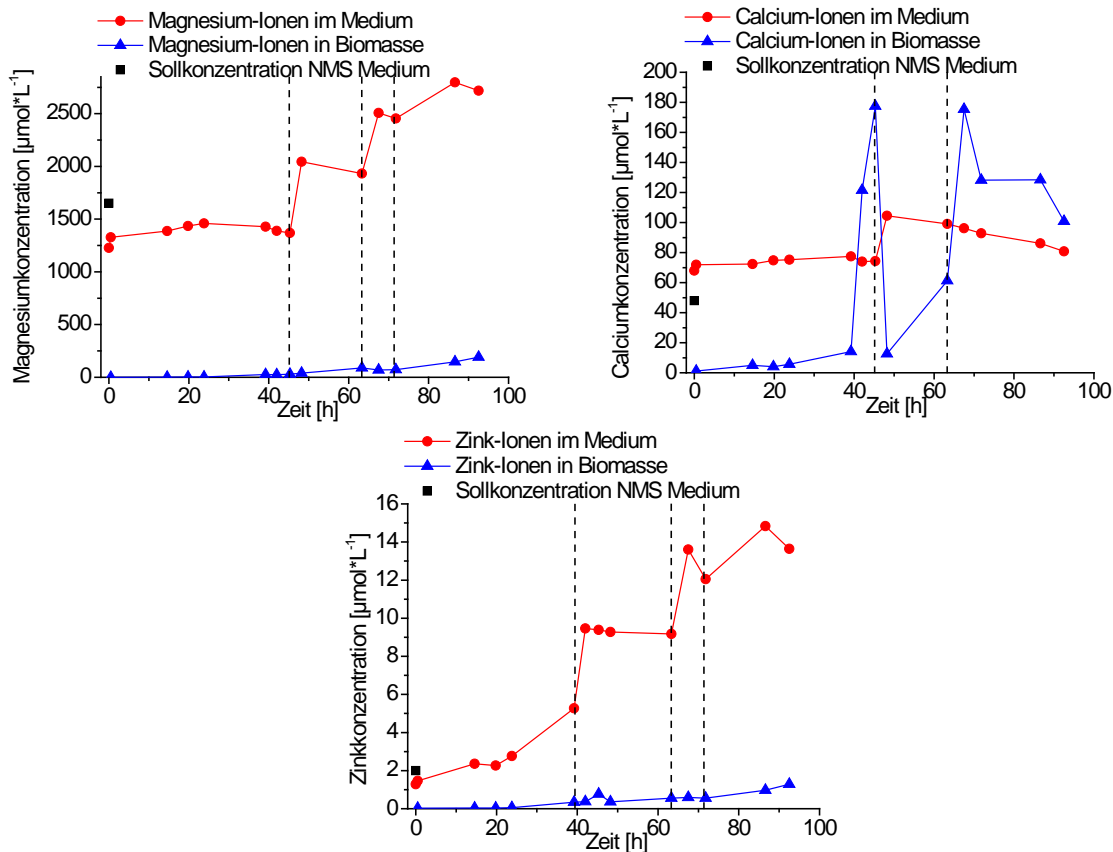 Magnesium-Ionen im Medium
Magnesium-Ionen in Biomasse
Sollkonzentration NMS Medium
Magnesiumkonzentration [µmol*L⁻¹]
2500
2000
1500
1000
500
0
0 20 40 60 80 100
Zeit [h]
Calcium-Ionen im Medium
Calcium-Ionen in Biomasse
Sollkonzentration NMS Medium
Calciumkonzentration [µmol*L⁻¹]
200
180
160
140
120
100
80
60
40
20
0
0 20 40 60 80 100
Zeit [h]
Zink-Ionen im Medium
Zink-Ionen in Biomasse
Sollkonzentration NMS Medium
Zinkkonzentration [µmol*L⁻¹]
16
14
12
10
8
6
4
2
0
0 20 40 60 80 100
Zeit [h]